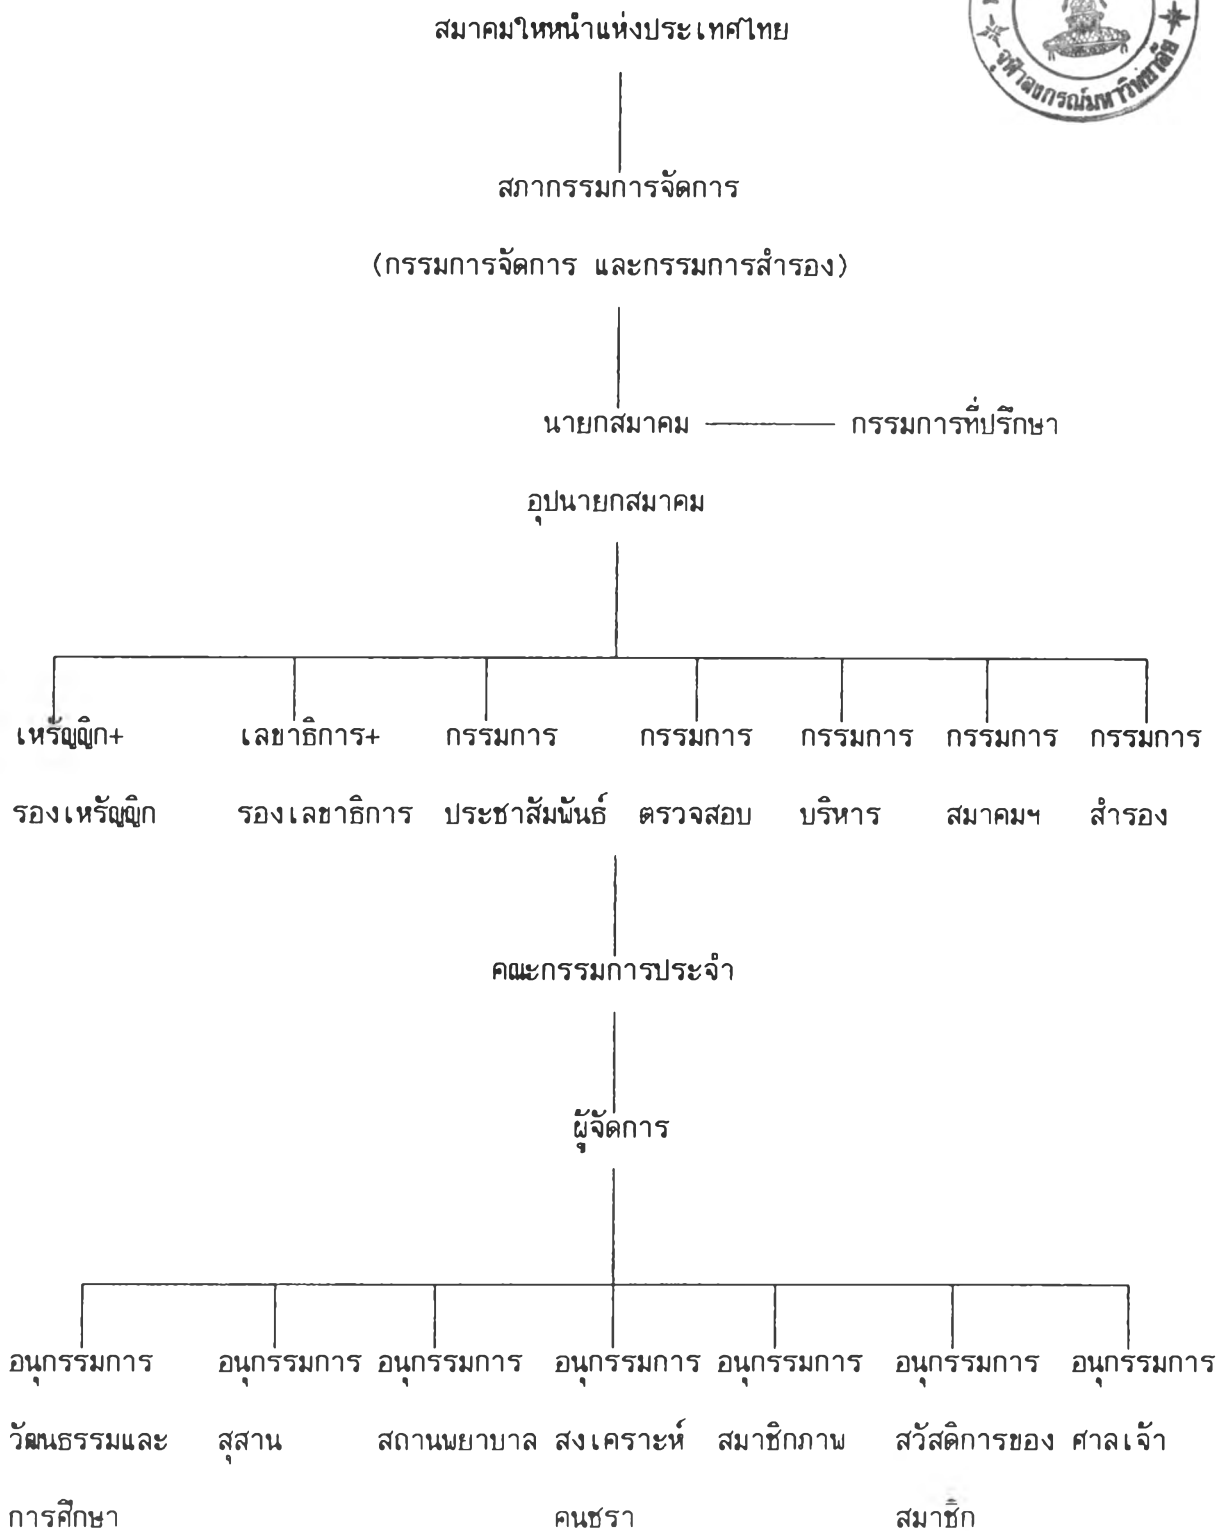 สมาคมใหหนำแห่งประเทศไทย
จุฬาลงกรณ์มหาวิทยาลัย
สภากรรมการจัดการ
(กรรมการจัดการ และกรรมการสำรอง)
นายกสมาคม กรรมการที่ปรึกษา
อุปนายกสมาคม
เหรัญญิก+ เลขาธิการ+ กรรมการ กรรมการ กรรมการ กรรมการ กรรมการ
รองเหรัญญิก รองเลขาธิการ ประชาสัมพันธ์ ตรวจสอบ บริหาร สมาคมฯ สำรอง
คณะกรรมการประจำ
ผู้จัดการ
อนุกรรมการ อนุกรรมการ อนุกรรมการ อนุกรรมการ อนุกรรมการ อนุกรรมการ อนุกรรมการ
วัฒนธรรมและ สุสาน สถานพยาบาล สงเคราะห์ สมาชิกภาพ สวัสดิการของ ศาลเจ้า
การศึกษา คนชรา สมาชิก